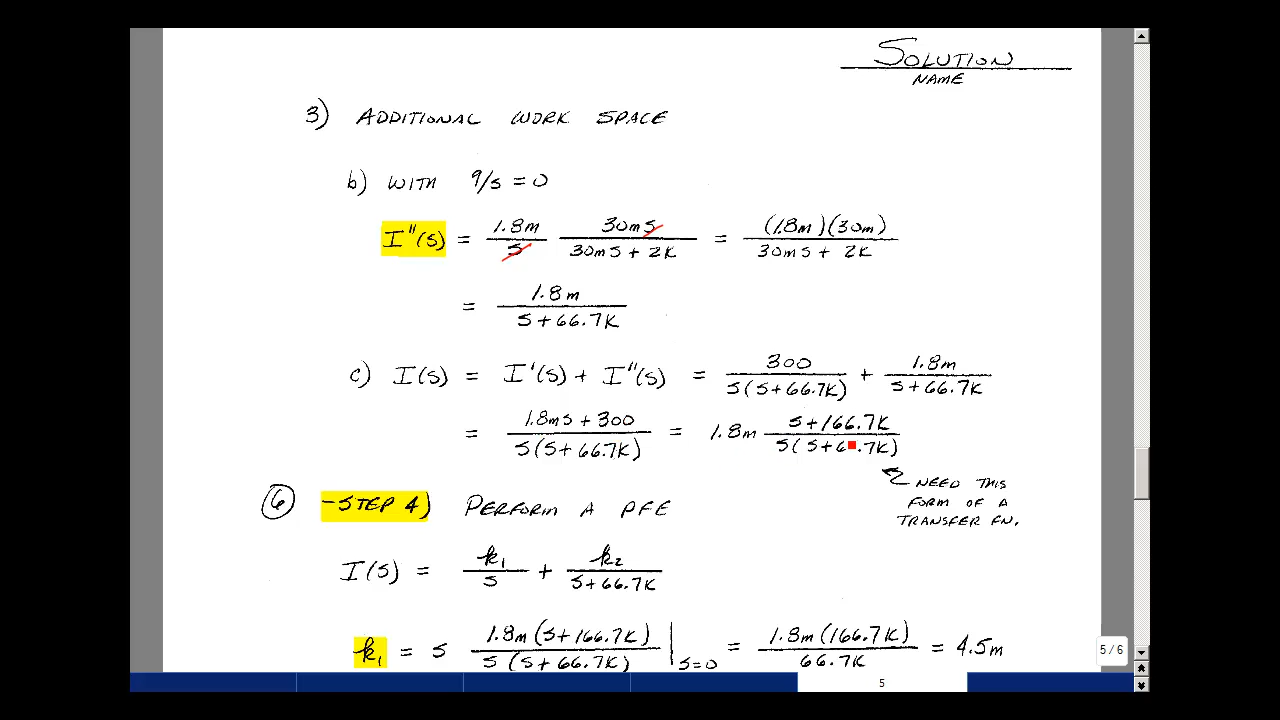 SOLUTION
NAME
3) ADDITIONAL WORK SPACE
b) WITH 9/S = 0
I"(S) = 1.8m/S 30mS/(30mS + 2K) = (1.8m)(30m)/(30mS + 2K)
= 1.8m/(S + 66.7K)
c) I(S) = I'(S) + I"(S) = 300/(S(S+66.7K)) + 1.8m/(S+66.7K)
= (1.8mS + 300)/(S(S+66.7K)) = 1.8m (S+166.7K)/(S(S+6.7K))
NEED THIS
FORM OF A
TRANSFER FN.
6 -STEP 4) PERFORM A PFE
I(S) = k1/S + k2/(S+66.7K)
k1 = S 1.8m(S+166.7K)/(S(S+66.7K)) |S=0 = 1.8m(166.7K)/66.7K = 4.5m
5 / 6
5